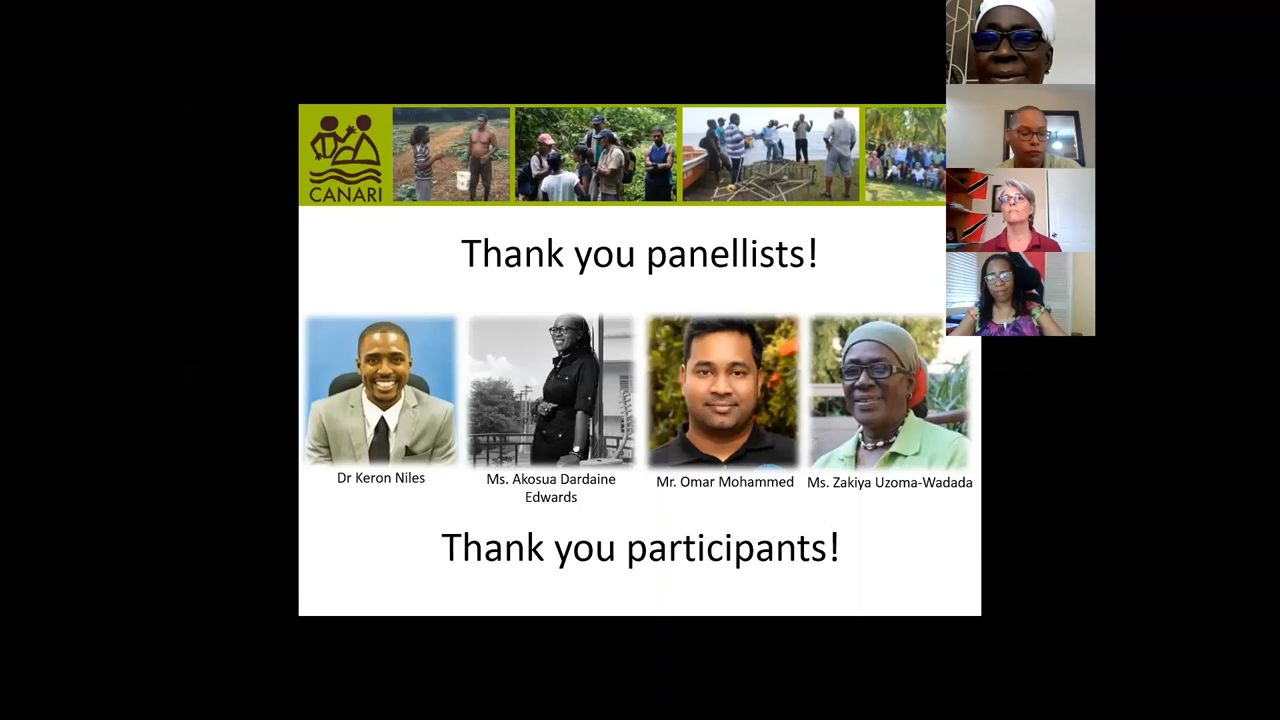 CANARI
Thank you panellists!
Dr Keron Niles
Ms. Akosua Dardaine
Edwards
Mr. Omar Mohammed
Ms. Zakiya Uzoma-Wadada
Thank you participants!